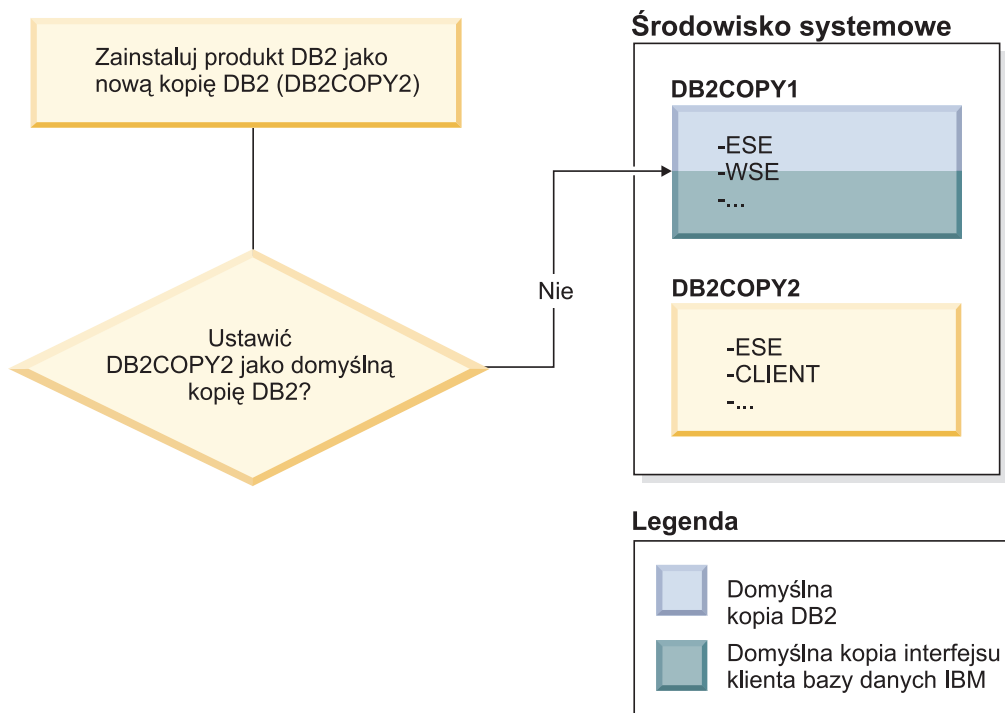 Zainstaluj produkt DB2 jako
nową kopię DB2 (DB2COPY2)
Ustawić
DB2COPY2 jako domyślną
kopię DB2?
Nie
Środowisko systemowe
DB2COPY1
-ESE
-WSE
-...
DB2COPY2
-ESE
-CLIENT
-...
Legenda
Domyślna
kopia DB2
Domyślna kopia interfejsu
klienta bazy danych IBM